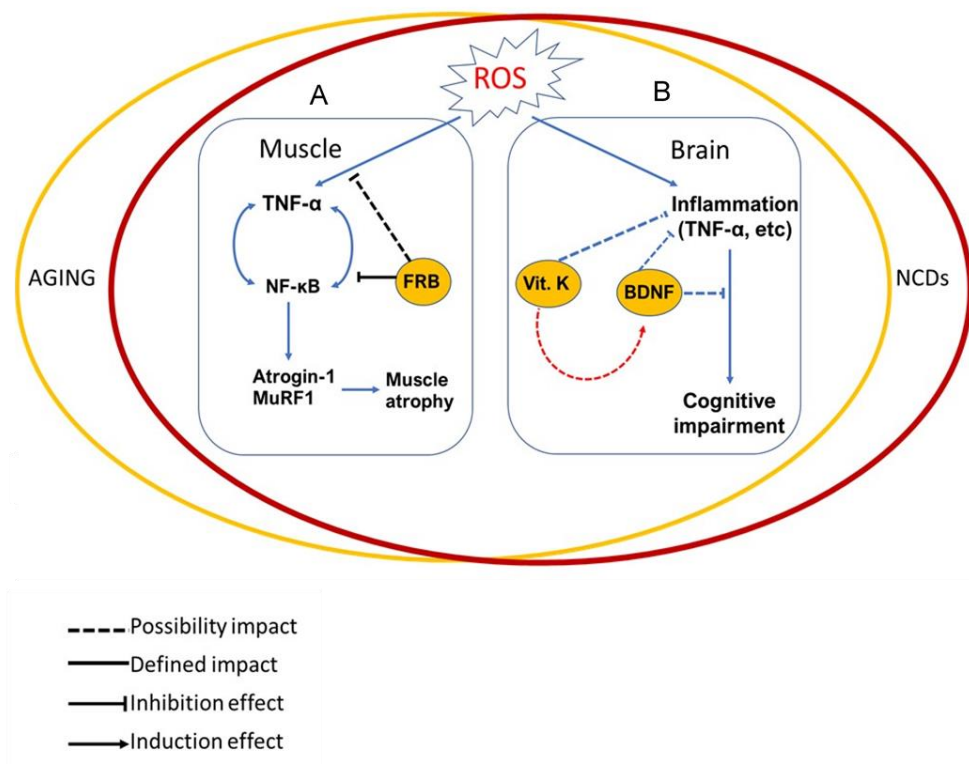 ROS
A
B
Muscle
Brain
TNF-α
Inflammation
(TNF-α, etc)
AGING
NF-κB
FRB
Vit. K
BDNF
NCDs
Atrogin-1
MuRF1
Muscle
atrophy
Cognitive
impairment
Possibility impact
Defined impact
Inhibition effect
Induction effect